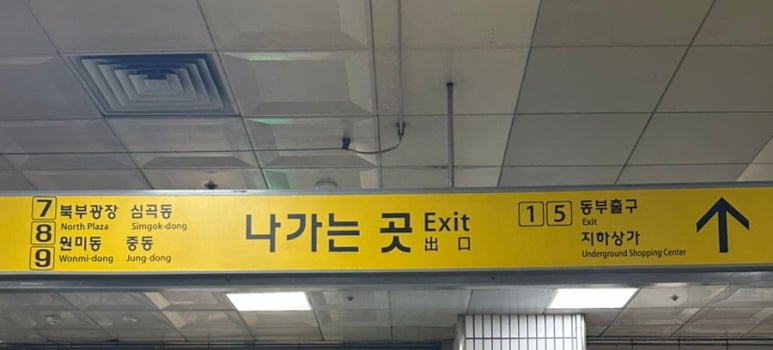 7 북부광장 심곡동
North Plaza Simgok-dong
8 원미동 중동
9 Wonmi-dong Jung-dong
나가는 곳 Exit
出口
1 5 동부출구
Exit
지하상가
Underground Shopping Center